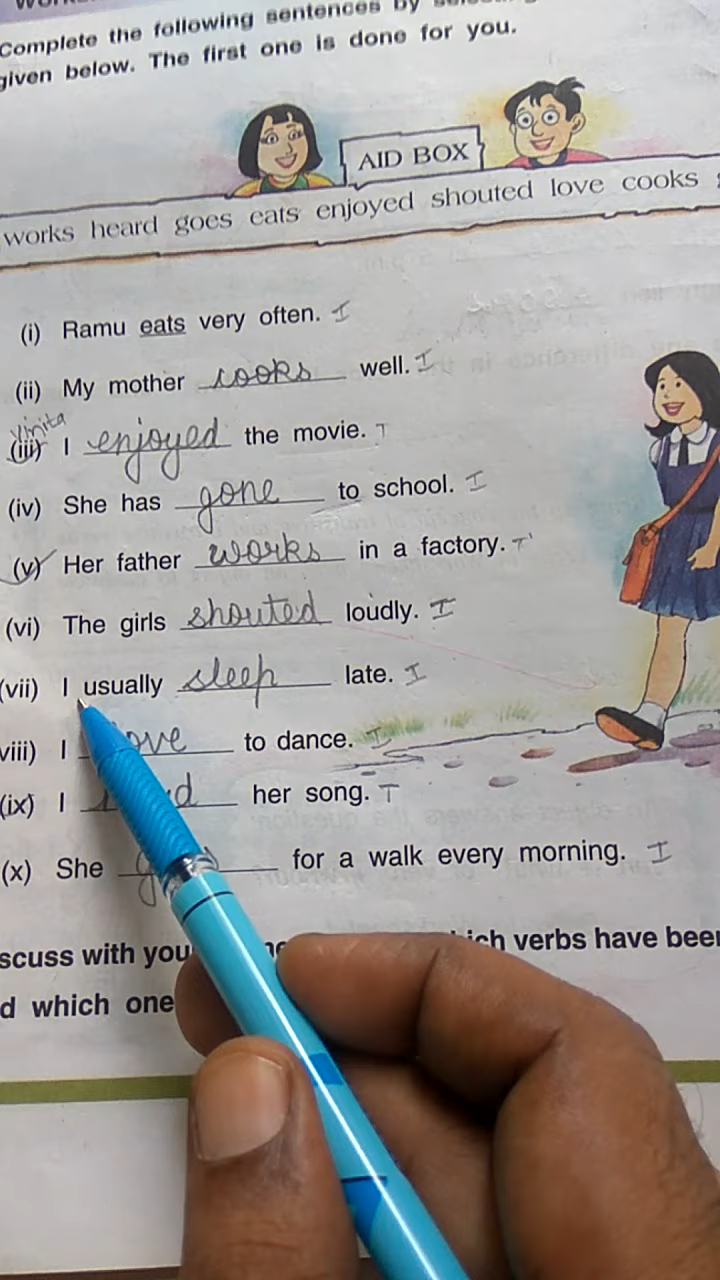 Complete the following sentences by
given below. The first one is done for you.
AID BOX
works heard goes eats enjoyed shouted love cooks
(i) Ramu eats very often. I
(ii) My mother cooks well. I
Vinita
(iii) I enjoyed the movie. T
(iv) She has gone to school. I
(v) Her father works in a factory. T
(vi) The girls shouted loudly. I
(vii) I usually sleep late. I
viii) I love to dance. I
(ix) I her song. T
(x) She for a walk every morning. I
scuss with you which verbs have been
d which one